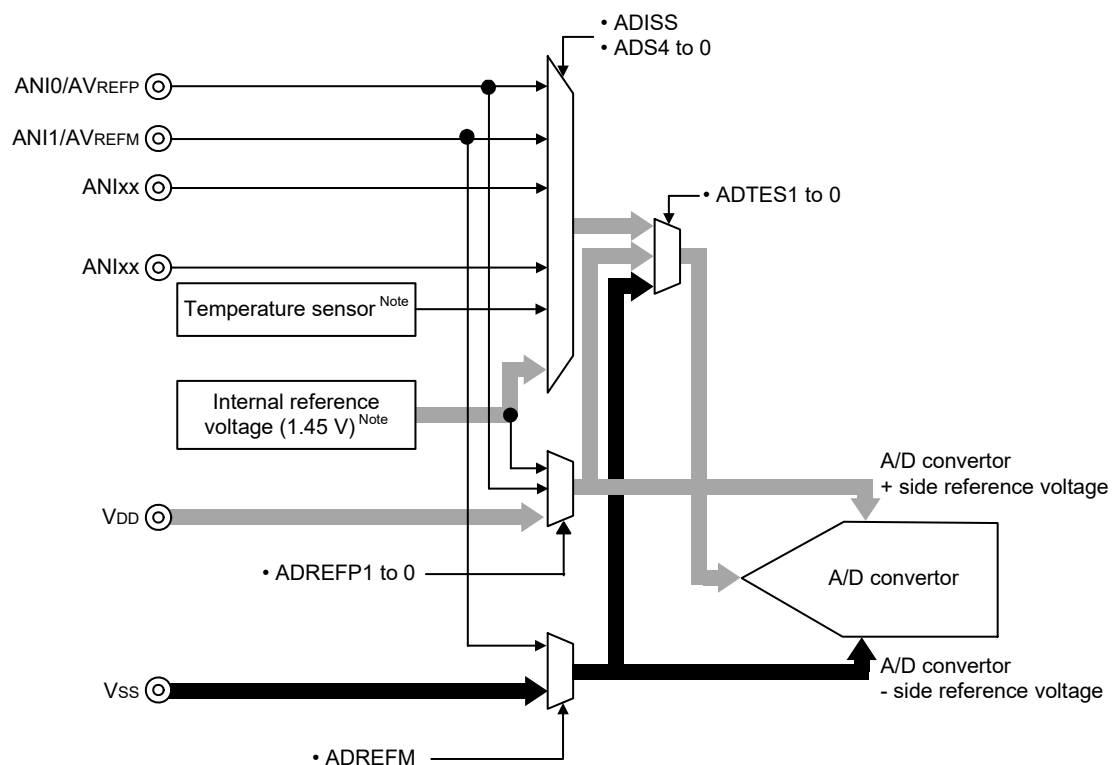 • ADISS
• ADS4 to 0
ANI0/AVREFP
ANI1/AVREFM
ANIxx
• ADTES1 to 0
ANIxx
Temperature sensor Note
Internal reference
voltage (1.45 V) Note
A/D convertor
+ side reference voltage
VDD
• ADREFP1 to 0
A/D convertor
A/D convertor
- side reference voltage
VSS
• ADREFM